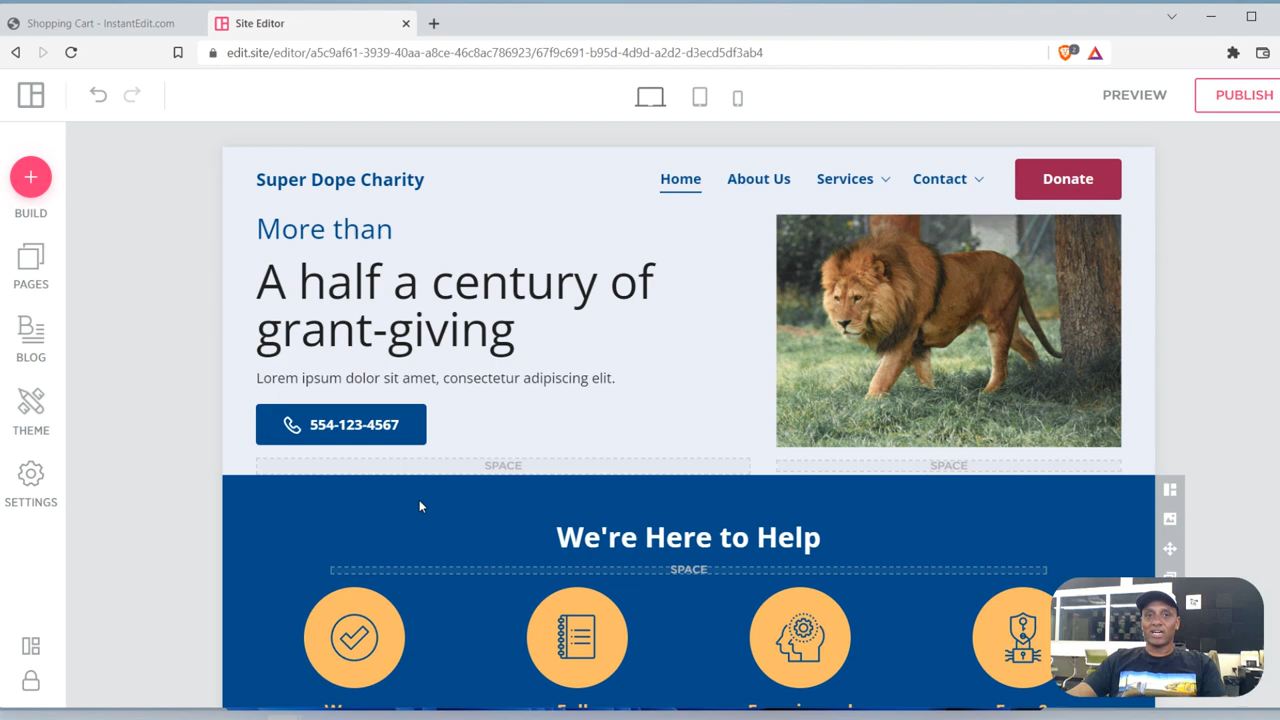 Shopping Cart - InstantEdit.com
Site Editor
edit.site/editor/a5c9af61-3939-40aa-a8ce-46c8ac786923/67f9c691-b95d-4d9d-a2d2-d3ecd5df3ab4
2
PREVIEW
PUBLISH
BUILD
PAGES
BLOG
THEME
SETTINGS
Super Dope Charity
Home
About Us
Services
Contact
Donate
More than
A half a century of
grant-giving
Lorem ipsum dolor sit amet, consectetur adipiscing elit.
554-123-4567
SPACE
SPACE
We're Here to Help
SPACE